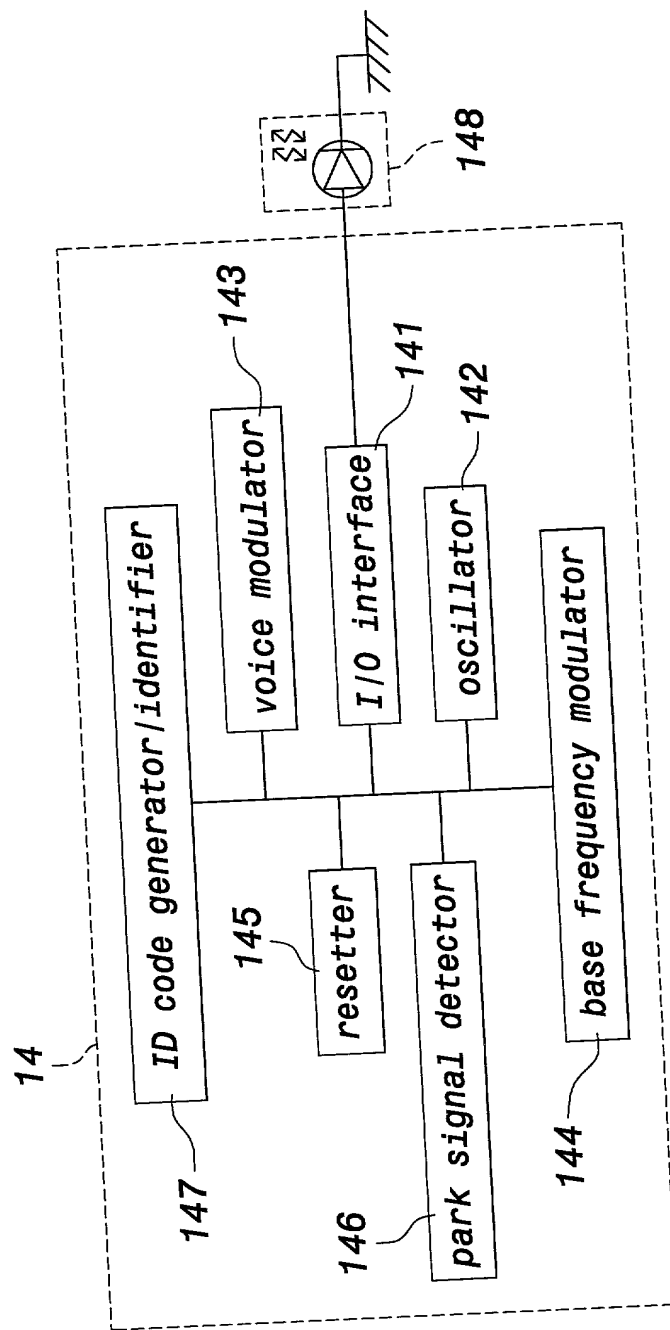 14
147
ID code generator/identifier
145
resetter
143
voice modulator
146
park signal detector
141
I/O interface
142
oscillator
144
base frequency modulator
148